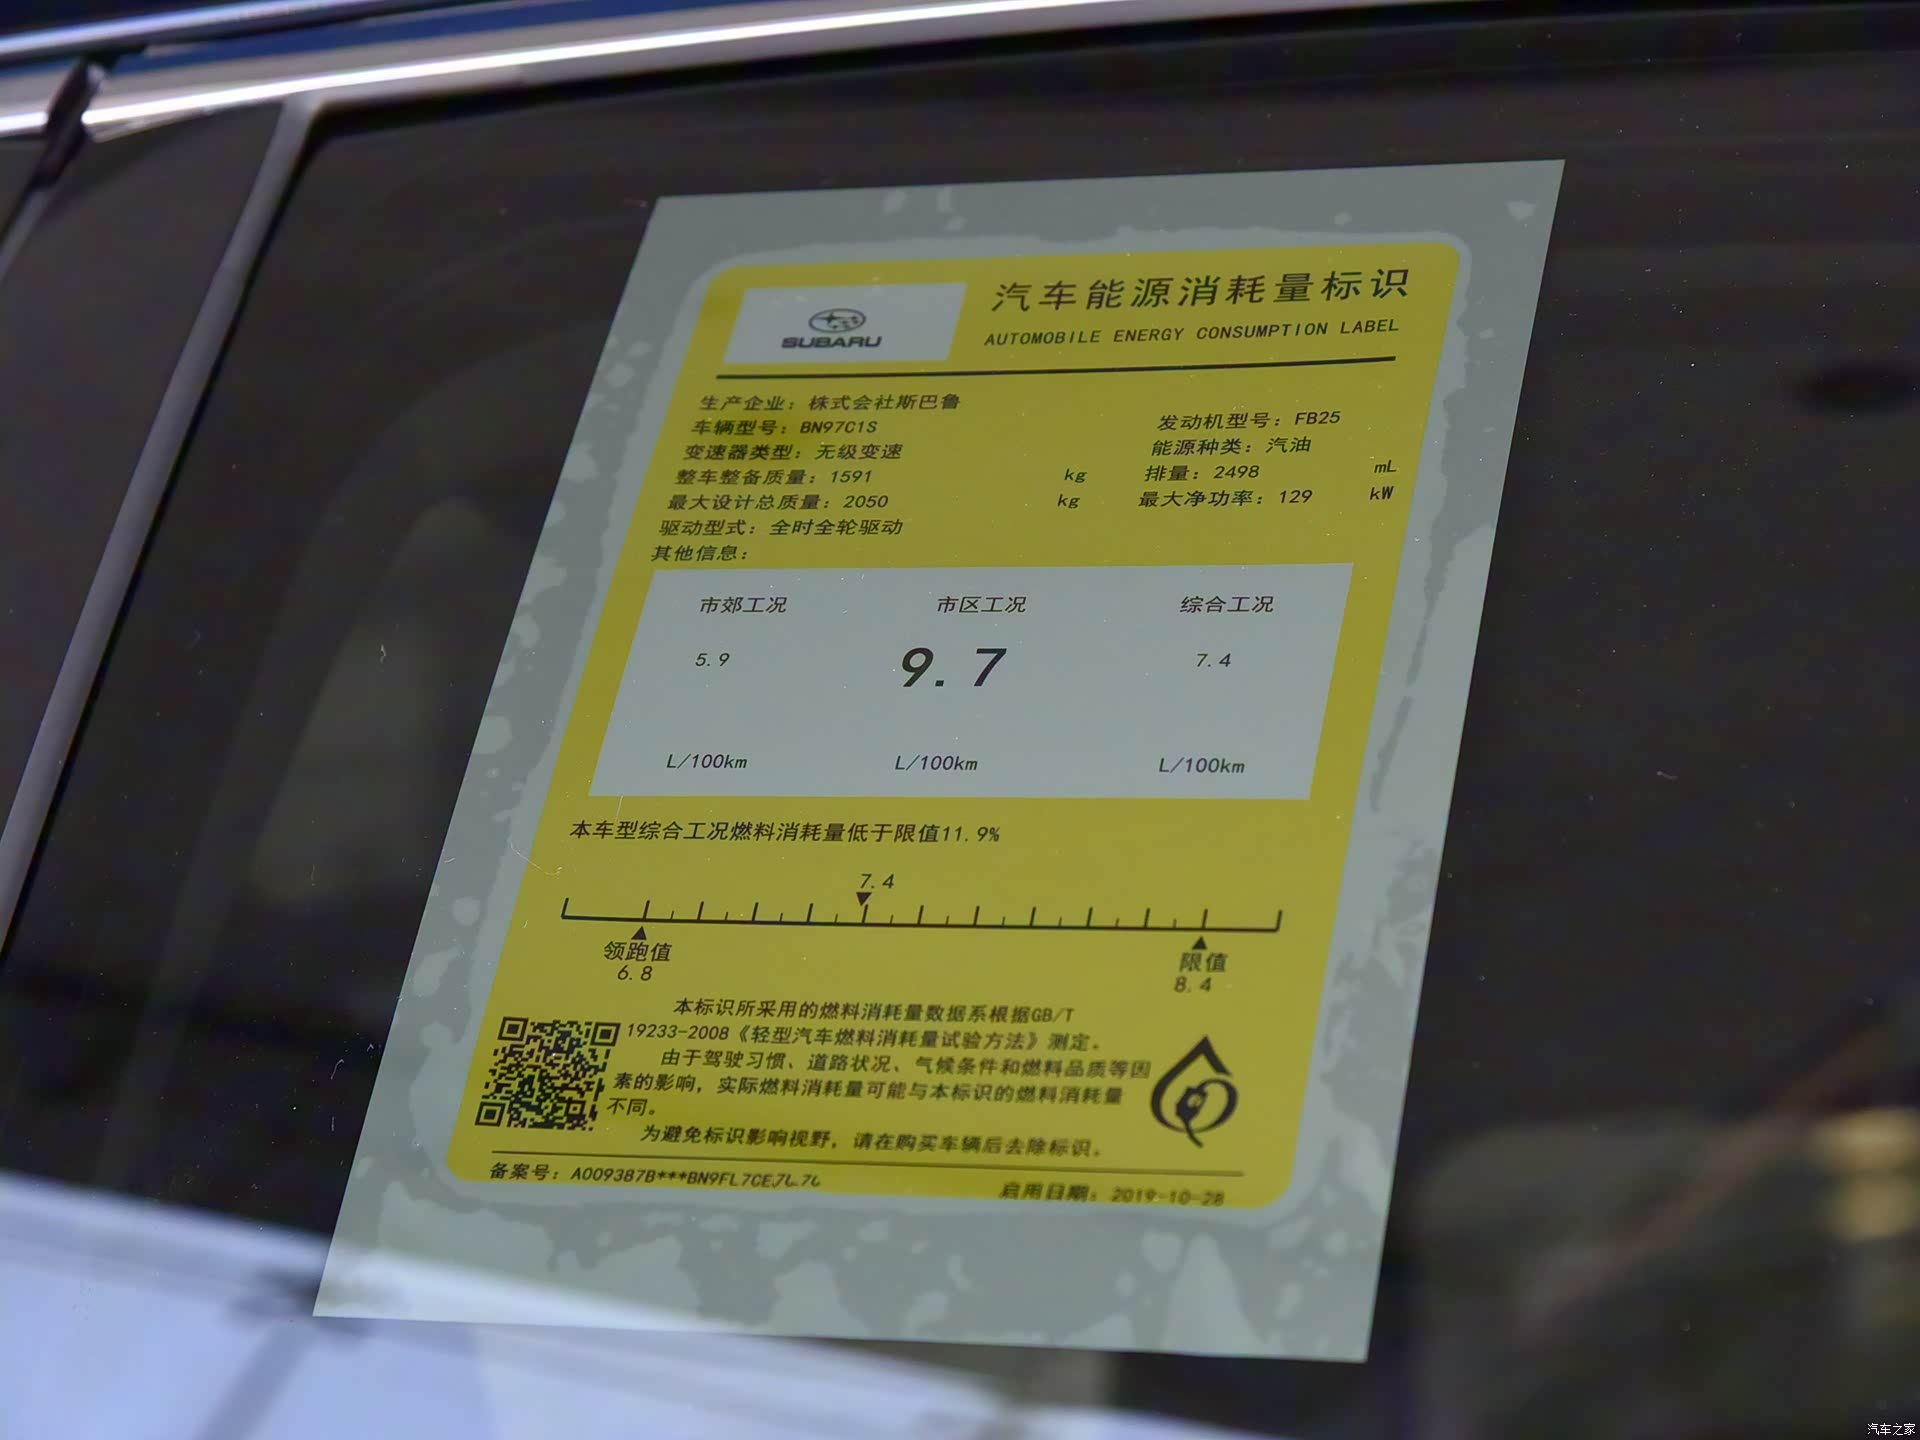 SUBARU
汽车能源消耗量标识
AUTOMOBILE ENERGY CONSUMPTION LABEL
生产企业：株式会社斯巴鲁
车辆型号：BN97C1S
发动机型号：FB25
变速器类型：无级变速
能源种类：汽油
整车整备质量：1591 kg
排量：2498 mL
最大设计总质量：2050 kg
最大净功率：129 kW
驱动型式：全时全轮驱动
其他信息：
市郊工况 市区工况 综合工况
5.9 9.7 7.4
L/100km L/100km L/100km
本车型综合工况燃料消耗量低于限值11.9%
7.4
领跑值 限值
6.8 8.4
本标识所采用的燃料消耗量数据系根据GB/T
19233-2008《轻型汽车燃料消耗量试验方法》测定。
由于驾驶习惯、道路状况、气候条件和燃料品质等因
素的影响，实际燃料消耗量可能与本标识的燃料消耗量
不同。
为避免标识影响视野，请在购买车辆后去除标识。
备案号：
启用日期：2019-10-28
汽车之家